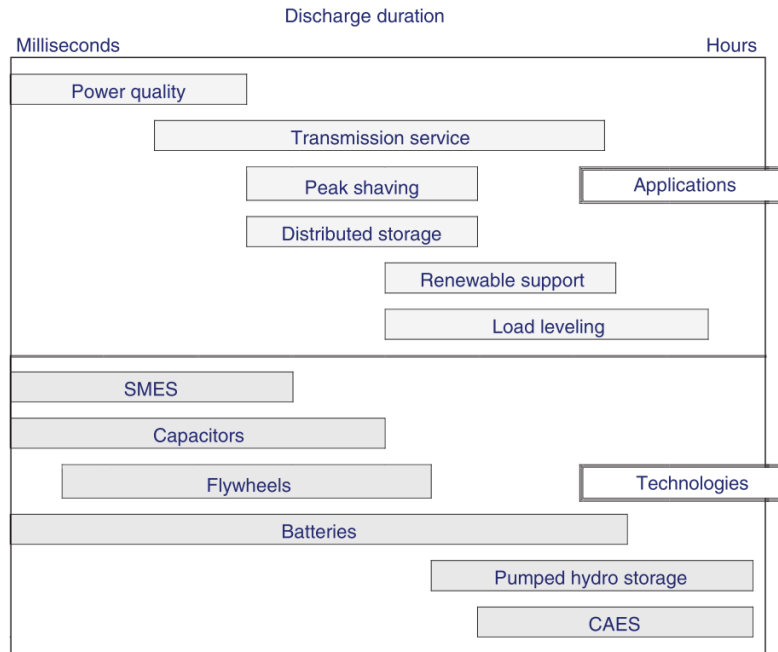 Discharge duration
Milliseconds
Hours
Power quality
Transmission service
Peak shaving
Applications
Distributed storage
Renewable support
Load leveling
SMES
Capacitors
Flywheels
Technologies
Batteries
Pumped hydro storage
CAES